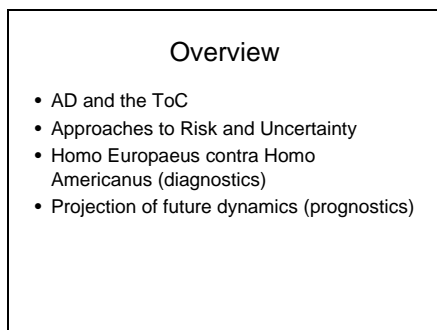 Overview
• AD and the ToC
• Approaches to Risk and Uncertainty
• Homo Europaeus contra Homo
Americanus (diagnostics)
• Projection of future dynamics (prognostics)